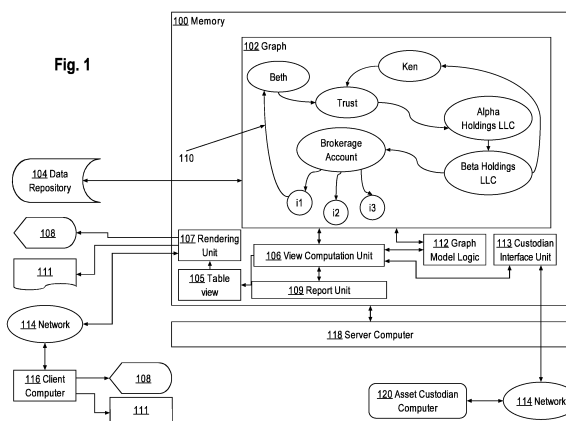 100 Memory
102 Graph
Fig. 1
Ken
Beth
Trust
Alpha
Holdings LLC
110
Brokerage
Account
Beta Holdings
LLC
104 Data
Repository
i1
i2
i3
108
107 Rendering
Unit
112 Graph
Model Logic
113 Custodian
Interface Unit
106 View Computation Unit
111
105 Table
view
109 Report Unit
114 Network
118 Server Computer
116 Client
Computer
108
111
120 Asset Custodian
Computer
114 Network